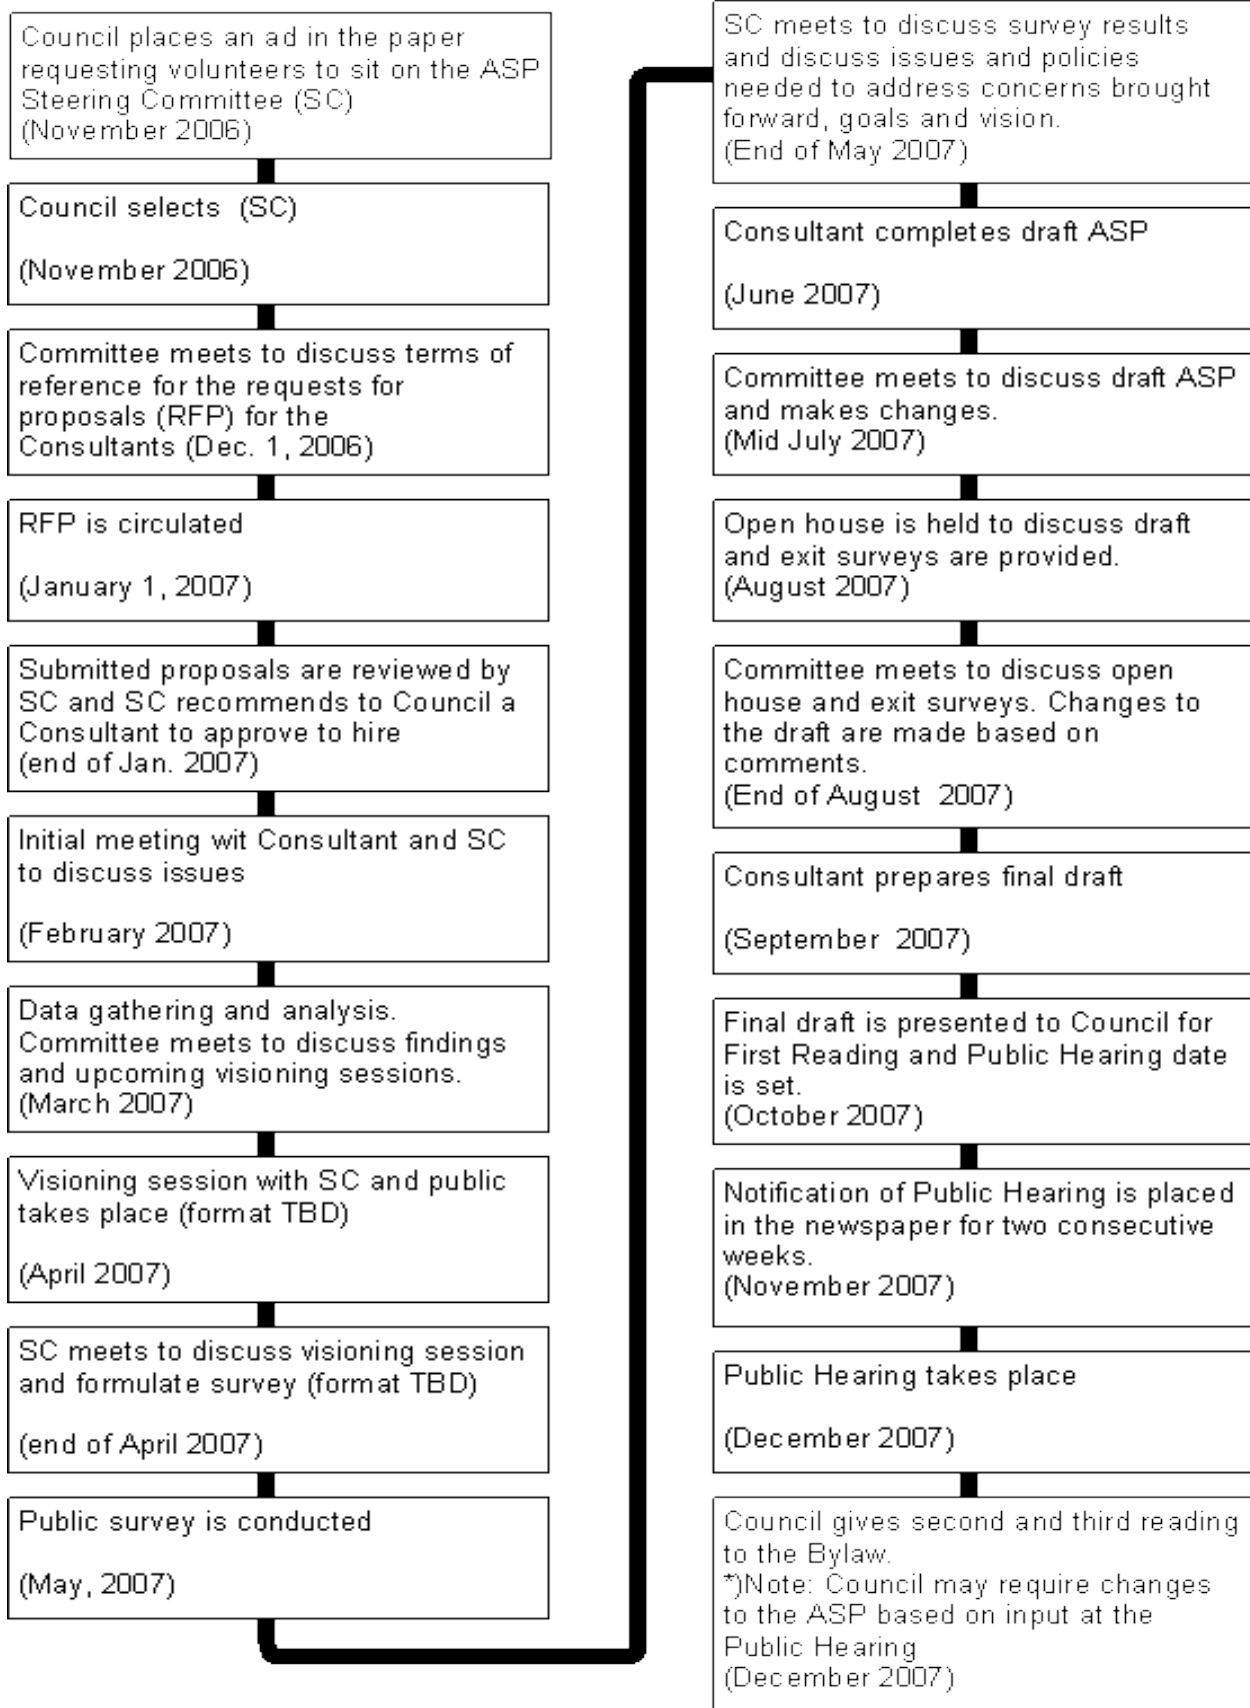 Council places an ad in the paper
requesting volunteers to sit on the ASP
Steering Committee (SC)
(November 2006)
Council selects (SC)
(November 2006)
Committee meets to discuss terms of
reference for the requests for
proposals (RFP) for the
Consultants (Dec. 1, 2006)
RFP is circulated
(January 1, 2007)
Submitted proposals are reviewed by
SC and SC recommends to Council a
Consultant to approve to hire
(end of Jan. 2007)
Initial meeting wit Consultant and SC
to discuss issues
(February 2007)
Data gathering and analysis.
Committee meets to discuss findings
and upcoming visioning sessions.
(March 2007)
Visioning session with SC and public
takes place (format TBD)
(April 2007)
SC meets to discuss visioning session
and formulate survey (format TBD)
(end of April 2007)
Public survey is conducted
(May, 2007)
SC meets to discuss survey results
and discuss issues and policies
needed to address concerns brought
forward, goals and vision.
(End of May 2007)
Consultant completes draft ASP
(June 2007)
Committee meets to discuss draft ASP
and makes changes.
(Mid July 2007)
Open house is held to discuss draft
and exit surveys are provided.
(August 2007)
Committee meets to discuss open
house and exit surveys. Changes to
the draft are made based on
comments.
(End of August 2007)
Consultant prepares final draft
(September 2007)
Final draft is presented to Council for
First Reading and Public Hearing date
is set.
(October 2007)
Notification of Public Hearing is placed
in the newspaper for two consecutive
weeks.
(November 2007)
Public Hearing takes place
(December 2007)
Council gives second and third reading
to the Bylaw.
*)Note: Council may require changes
to the ASP based on input at the
Public Hearing
(December 2007)